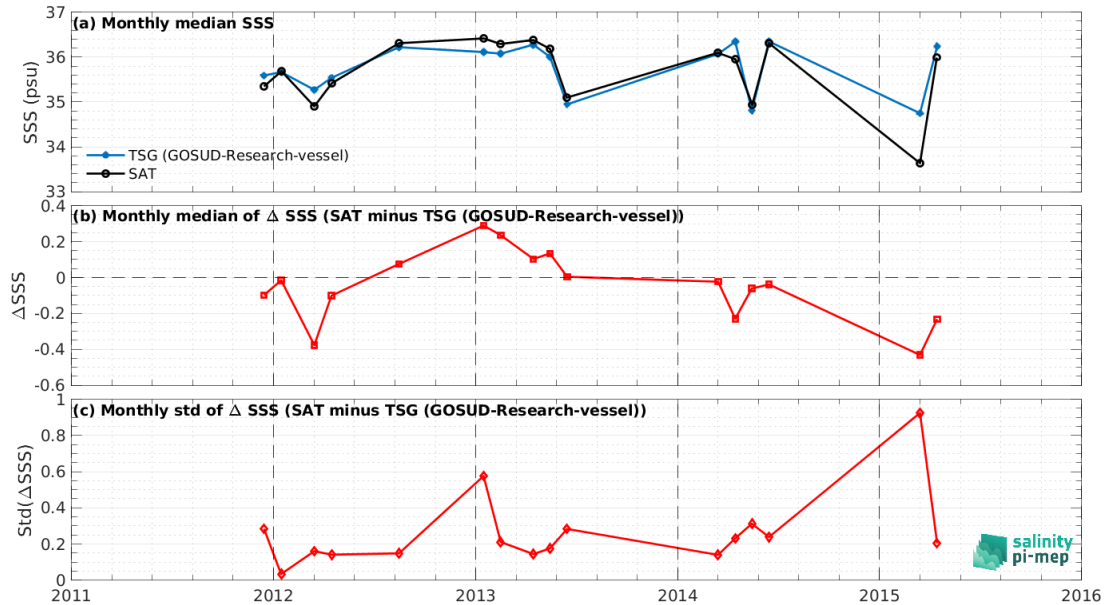 (a) Monthly median SSS
37
36
35
34
33
SSS (psu)
TSG (GOSUD-Research-vessel)
SAT
(b) Monthly median of Δ SSS (SAT minus TSG (GOSUD-Research-vessel))
0.4
0.2
0
-0.2
-0.4
-0.6
ΔSSS
(c) Monthly std of Δ SSS (SAT minus TSG (GOSUD-Research-vessel))
1
0.8
0.6
0.4
0.2
0
Std(ΔSSS)
salinity
pi-mep
2011 2012 2013 2014 2015 2016